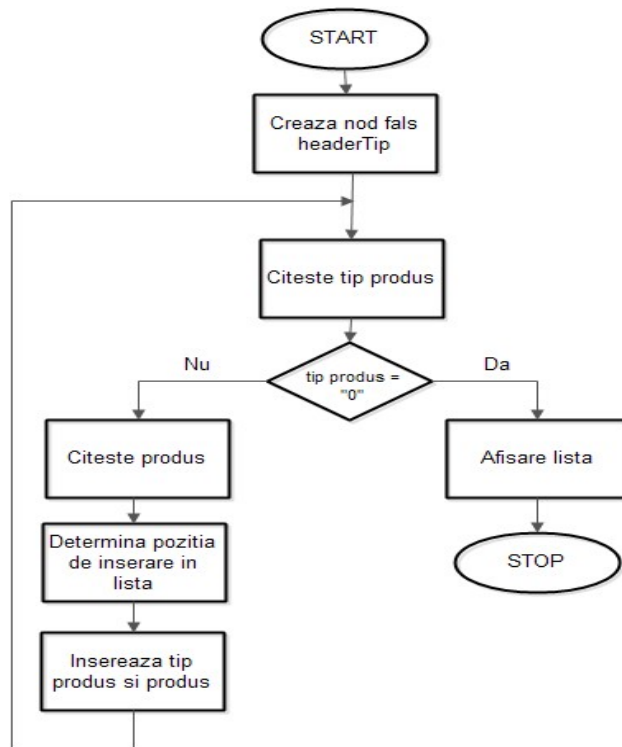 START
Creaza nod fals
headerTip
Citeste tip produs
Nu
tip produs =
"0"
Da
Citeste produs
Afisare lista
Determina pozitia
de inserare in
lista
STOP
Insereaza tip
produs si produs